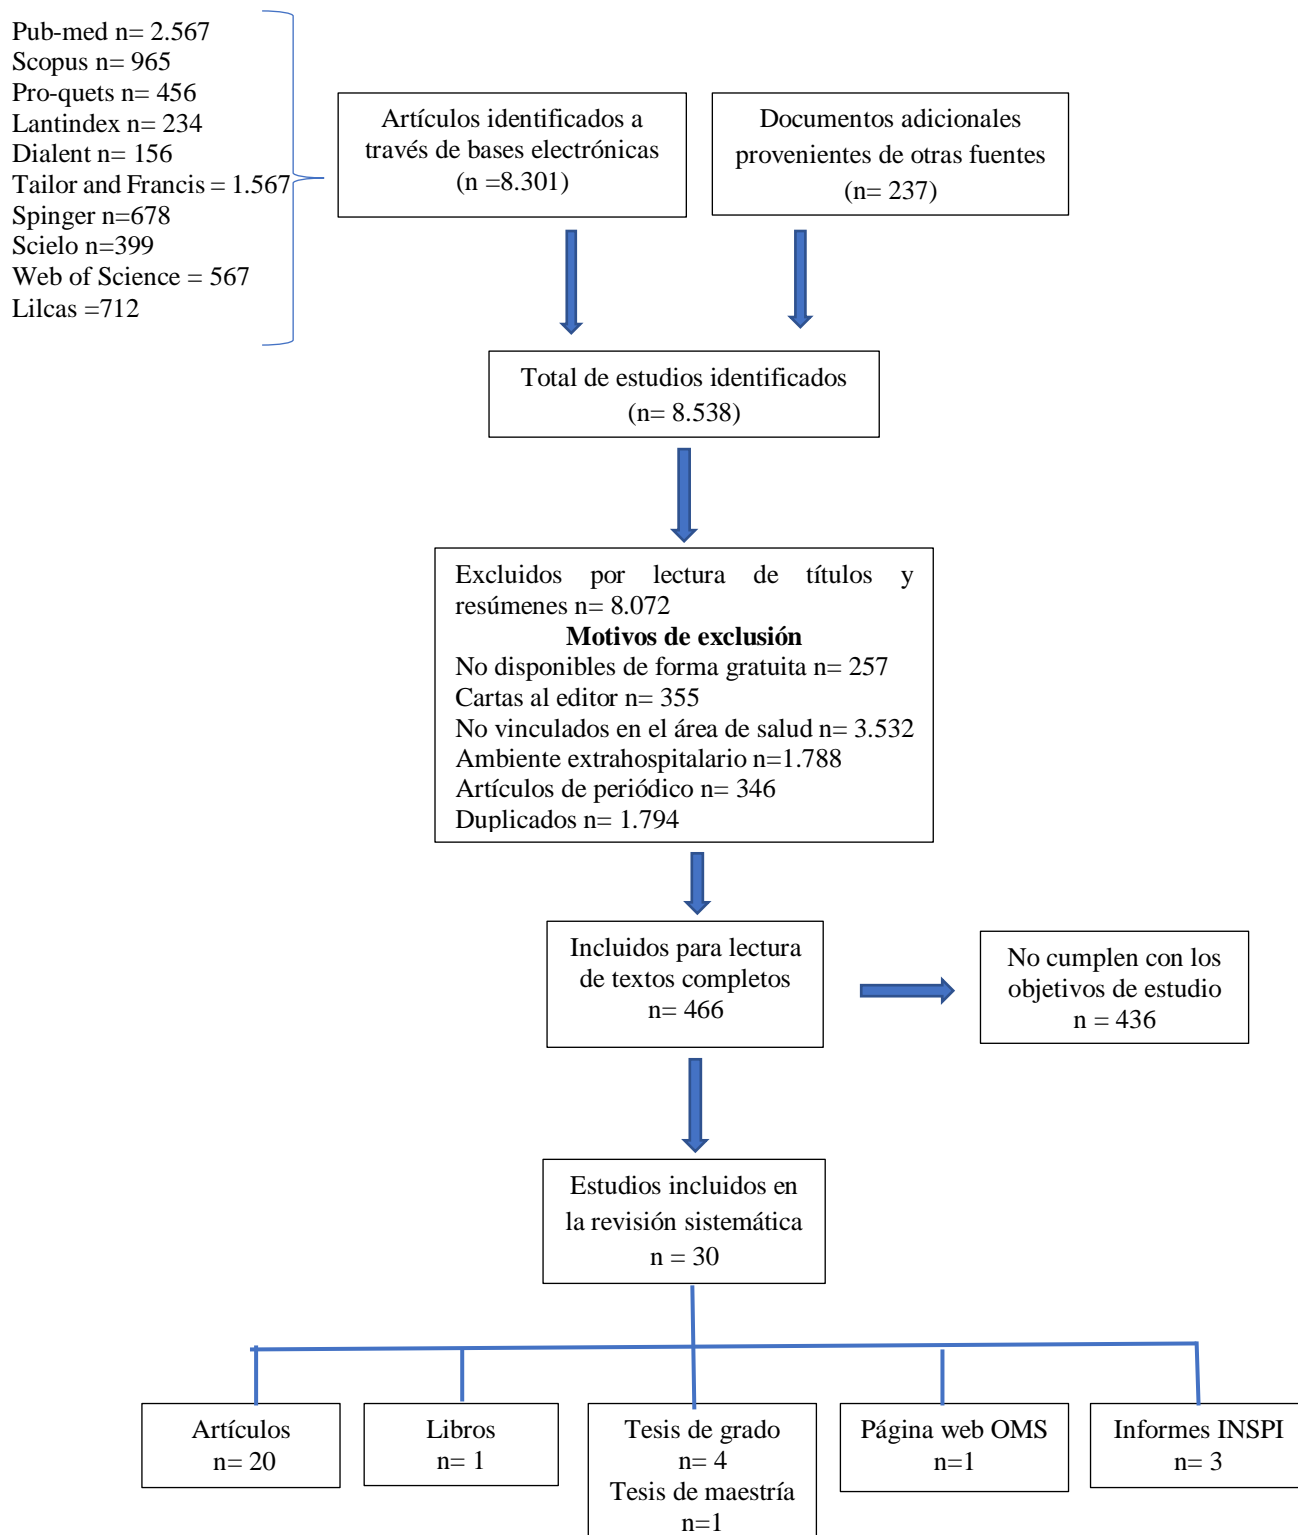 Pub-med n= 2.567
Scopus n= 965
Pro-quets n= 456
Lantindex n= 234
Dialent n= 156
Tailor and Francis = 1.567
Spinger n=678
Scielo n=399
Web of Science = 567
Lilcas =712
Artículos identificados a
través de bases electrónicas
(n =8.301)
Documentos adicionales
provenientes de otras fuentes
(n= 237)
Total de estudios identificados
(n= 8.538)
Excluidos por lectura de títulos y
resúmenes n= 8.072
Motivos de exclusión
No disponibles de forma gratuita n= 257
Cartas al editor n= 355
No vinculados en el área de salud n= 3.532
Ambiente extrahospitalario n=1.788
Artículos de periódico n= 346
Duplicados n= 1.794
Incluidos para lectura
de textos completos
n= 466
No cumplen con los
objetivos de estudio
n = 436
Estudios incluidos en
la revisión sistemática
n = 30
Artículos
n= 20
Libros
n= 1
Tesis de grado
n= 4
Tesis de maestría
n=1
Página web OMS
n=1
Informes INSPI
n= 3